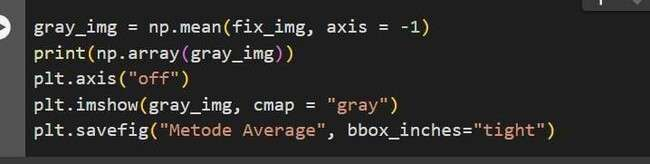 gray_img = np.mean(fix_img, axis = -1)
print(np.array(gray_img))
plt.axis("off")
plt.imshow(gray_img, cmap = "gray")
plt.savefig("Metode Average", bbox_inches="tight")